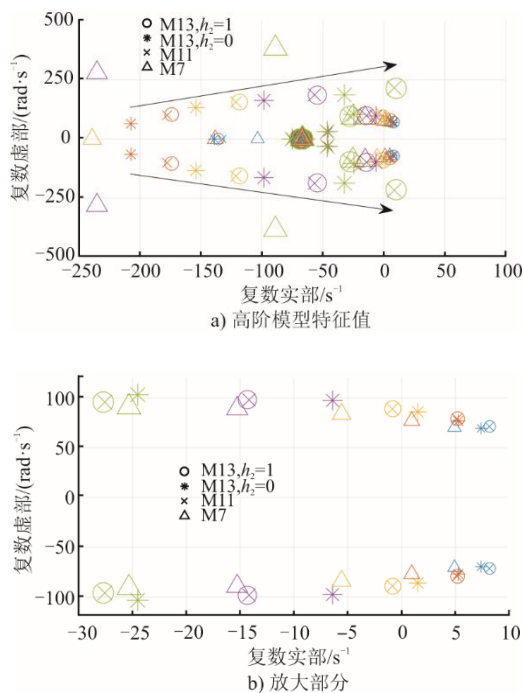 500
250
0
−250
−500
复数虚部/(rad·s⁻¹)
M13,h₂=1
M13,h₂=0
M11
M7
−250 −200 −150 −100 −50 0 50 100
复数实部/s⁻¹
a) 高阶模型特征值
100
50
0
−50
−100
复数虚部/(rad·s⁻¹)
M13,h₂=1
M13,h₂=0
M11
M7
−30 −25 −20 −15 −10 −5 0 5 10
复数实部/s⁻¹
b) 放大部分